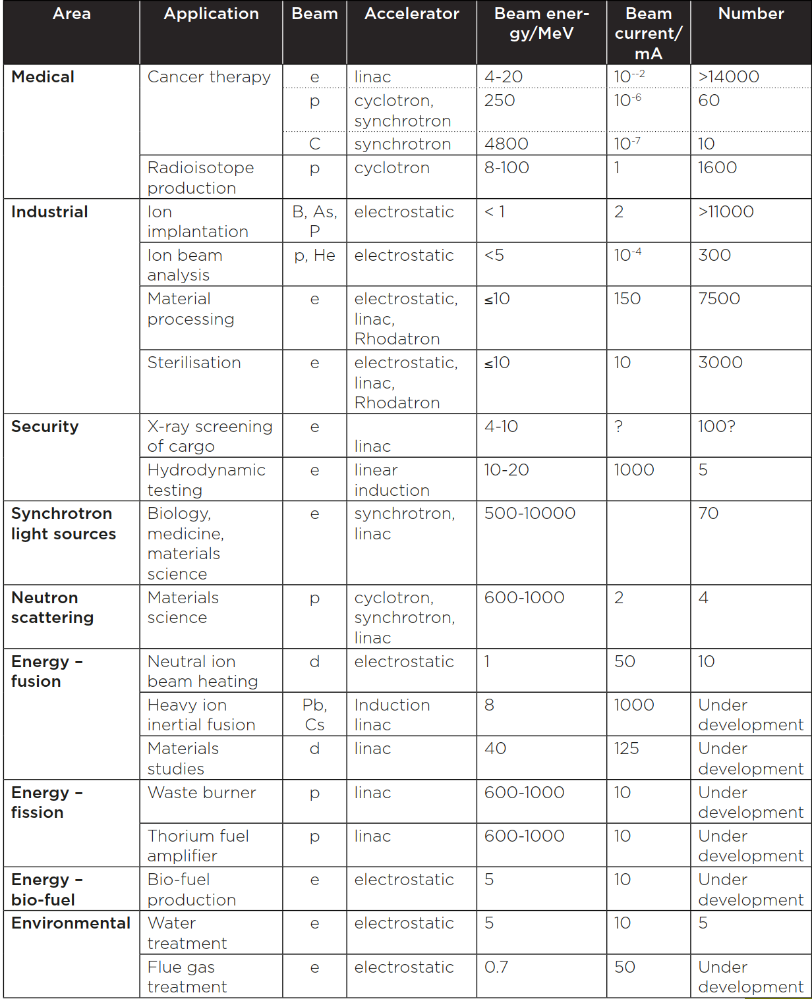 Area Application Beam Accelerator Beam ener- Beam Number
gy/MeV current/
mA
Medical Cancer therapy e linac 4-20 10--2 >14000
p cyclotron, 250 10-6 60
synchrotron
C synchrotron 4800 10-7 10
Radioisotope p cyclotron 8-100 1 1600
production
Industrial Ion B, As, electrostatic < 1 2 >11000
implantation P
Ion beam p, He electrostatic <5 10-4 300
analysis
Material e electrostatic, ≤10 150 7500
processing linac,
Rhodatron
Sterilisation e electrostatic, ≤10 10 3000
linac,
Rhodatron
Security X-ray screening e 4-10 ? 100?
of cargo linac
Hydrodynamic e linear 10-20 1000 5
testing induction
Synchrotron Biology, e synchrotron, 500-10000 70
light sources medicine, linac
materials
science
Neutron Materials p cyclotron, 600-1000 2 4
scattering science synchrotron,
linac
Energy – Neutral ion d electrostatic 1 50 10
fusion beam heating
Heavy ion Pb, Induction 8 1000 Under
inertial fusion Cs linac development
Materials d linac 40 125 Under
studies development
Energy – Waste burner p linac 600-1000 10 Under
fission development
Thorium fuel p linac 600-1000 10 Under
amplifier development
Energy – Bio-fuel e electrostatic 5 10 Under
bio-fuel production development
Environmental Water e electrostatic 5 10 5
treatment
Flue gas e electrostatic 0.7 50 Under
treatment development